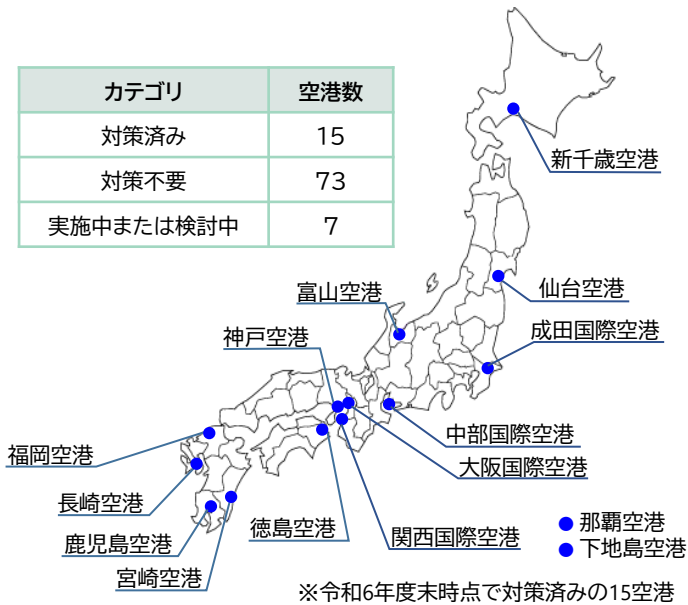 カテゴリ 空港数
対策済み 15
対策不要 73
実施中または検討中 7
新千歳空港
仙台空港
富山空港
成田国際空港
神戸空港
中部国際空港
大阪国際空港
福岡空港
長崎空港
徳島空港
関西国際空港
那覇空港
鹿児島空港
下地島空港
宮崎空港
※令和6年度末時点で対策済みの15空港